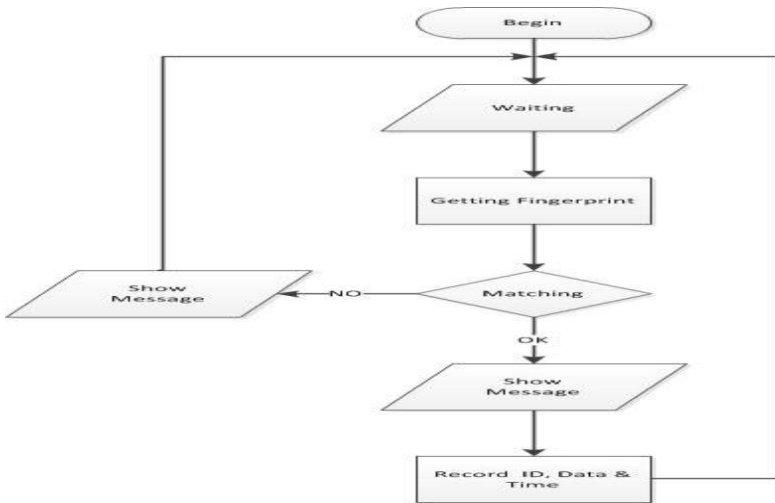 Begin
Waiting
Getting Fingerprint
Show
Message
NO
Matching
OK
Show
Message
Record ID, Data &
Time